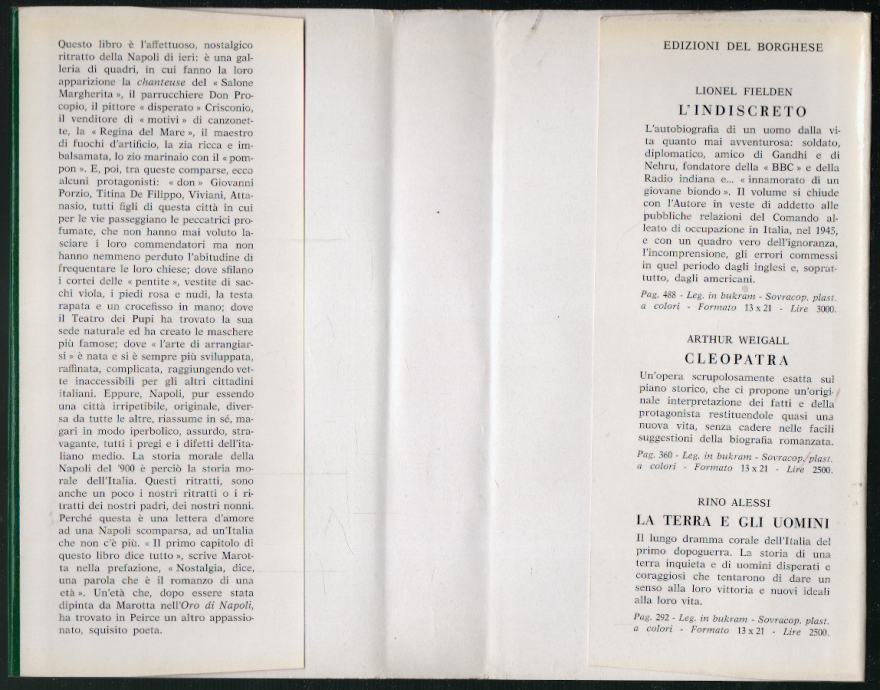 Questo libro è l'affettuoso, nostalgico
ritratto della Napoli di ieri: è una gal-
leria di quadri, in cui fanno la loro
apparizione la chanteuse del « Salone
Margherita », il parrucchiere Don Pro-
copio, il pittore « disperato » Crisconio,
il venditore di « motivi » di canzonet-
te, la « Regina del Mare », il maestro
di fuochi d'artificio, la zia ricca e im-
balsamata, lo zio marinaio con il « pom-
pon ». E, poi, tra queste comparse, ecco
alcuni protagonisti: « don » Giovanni
Porzio, Titina De Filippo, Viviani, Atta-
nasio, tutti figli di questa città in cui
per le vie passeggiano le peccatrici pro-
fumate, che non hanno mai voluto la-
sciare i loro commendatori ma non
hanno nemmeno perduto l'abitudine di
frequentare le loro chiese; dove sfilano
i cortei delle « pentite », vestite di sac-
chi viola, i piedi rosa e nudi, la testa
rapata e un crocefisso in mano; dove
il Teatro dei Pupi ha trovato la sua
sede naturale ed ha creato le maschere
più famose; dove « l'arte di arrangiar-
si » è nata e si è sempre più sviluppata,
raffinata, complicata, raggiungendo vet-
te inaccessibili per gli altri cittadini
italiani. Eppure, Napoli, pur essendo
una città irripetibile, originale, diver-
sa da tutte le altre, riassume in sé, ma-
gari in modo iperbolico, assurdo, stra-
vagante, tutti i pregi e i difetti dell'ita-
liano medio. La storia morale della
Napoli del '900 è perciò la storia mo-
rale dell'Italia. Questi ritratti, sono
anche un poco i nostri ritratti o i ri-
tratti dei nostri padri, dei nostri nonni.
Perché questa è una lettera d'amore
ad una Napoli scomparsa, ad un'Italia
che non c'è più. « Il primo capitolo di
questo libro dice tutto », scrive Marot-
ta nella prefazione, « Nostalgia, dice,
una parola che è il romanzo di una
età ». Un'età che, dopo essere stata
dipinta da Marotta nell'Oro di Napoli,
ha trovato in Peirce un altro appassio-
nato, squisito poeta.
EDIZIONI DEL BORGHESE
LIONEL FIELDEN
L'INDISCRETO
L'autobiografia di un uomo dalla vi-
ta quanto mai avventurosa: soldato,
diplomatico, amico di Gandhi e di
Nehru, fondatore della « BBC » e della
Radio indiana e... « innamorato di un
giovane biondo ». Il volume si chiude
con l'Autore in veste di addetto alle
pubbliche relazioni del Comando al-
leato di occupazione in Italia, nel 1945,
e con un quadro vero dell'ignoranza,
l'incomprensione, gli errori commessi
in quel periodo dagli inglesi e, soprat-
tutto, dagli americani.
Pag. 488 - Leg. in bukram - Sovracop. plast.
a colori - Formato 13 x 21 - Lire 3000.
ARTHUR WEIGALL
CLEOPATRA
Un'opera scrupolosamente esatta sul
piano storico, che ci propone un'origi-
nale interpretazione dei fatti e della
protagonista restituendole quasi una
nuova vita, senza cadere nelle facili
suggestioni della biografia romanzata.
Pag. 360 - Leg. in bukram - Sovracop. plast.
a colori - Formato 13 x 21 - Lire 2500.
RINO ALESSI
LA TERRA E GLI UOMINI
Il lungo dramma corale dell'Italia del
primo dopoguerra. La storia di una
terra inquieta e di uomini disperati e
coraggiosi che tentarono di dare un
senso alla loro vittoria e nuovi ideali
alla loro vita.
Pag. 292 - Leg. in bukram - Sovracop. plast.
a colori - Formato 13 x 21 - Lire 2500.